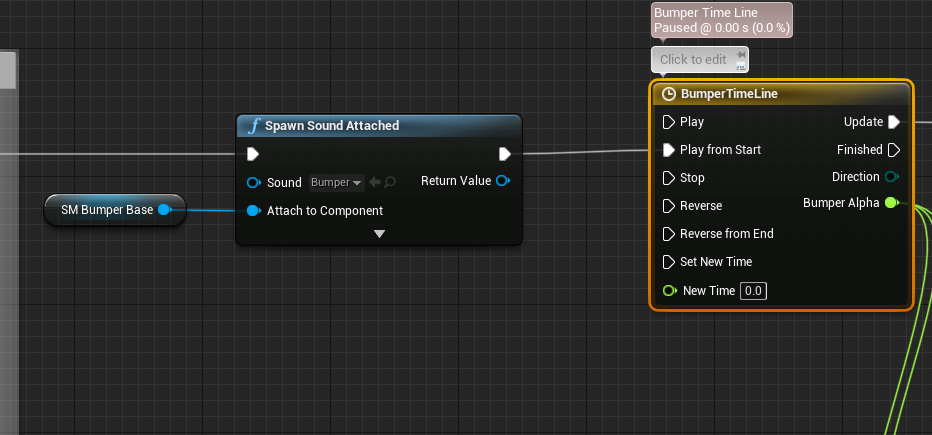 Bumper Time Line
Paused @ 0.00 s (0.0 %)
Click to edit
BumperTimeLine
Play
Update
Play from Start
Finished
Stop
Direction
Reverse
Bumper Alpha
Reverse from End
Set New Time
New Time 0.0
f Spawn Sound Attached
Sound Bumper
Return Value
Attach to Component
SM Bumper Base